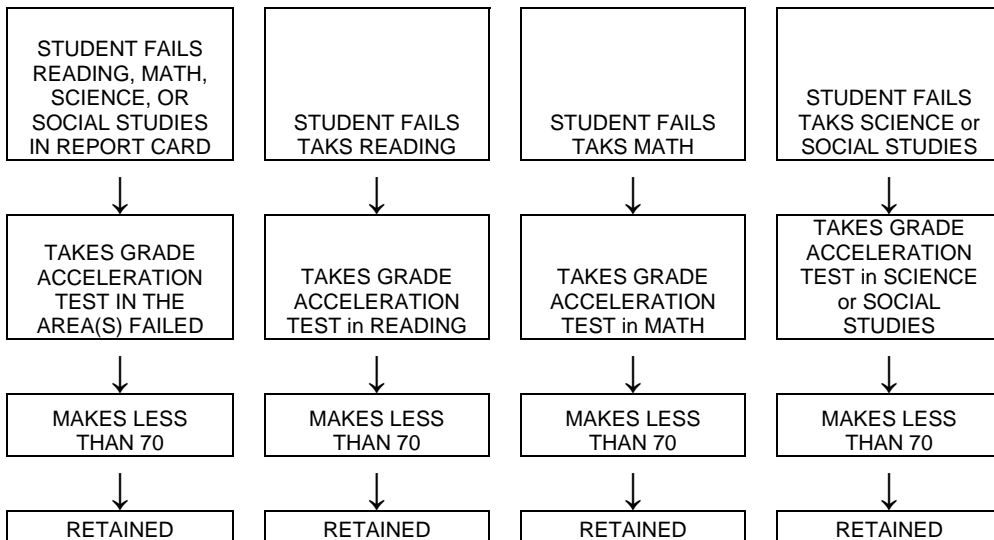 STUDENT FAILS
READING, MATH,
SCIENCE, OR
SOCIAL STUDIES
IN REPORT CARD
STUDENT FAILS
TAKS READING
STUDENT FAILS
TAKS MATH
STUDENT FAILS
TAKS SCIENCE or
SOCIAL STUDIES
TAKES GRADE
ACCELERATION
TEST IN THE
AREA(S) FAILED
TAKES GRADE
ACCELERATION
TEST in READING
TAKES GRADE
ACCELERATION
TEST in MATH
TAKES GRADE
ACCELERATION
TEST in SCIENCE
or SOCIAL
STUDIES
MAKES LESS
THAN 70
MAKES LESS
THAN 70
MAKES LESS
THAN 70
MAKES LESS
THAN 70
RETAINED
RETAINED
RETAINED
RETAINED